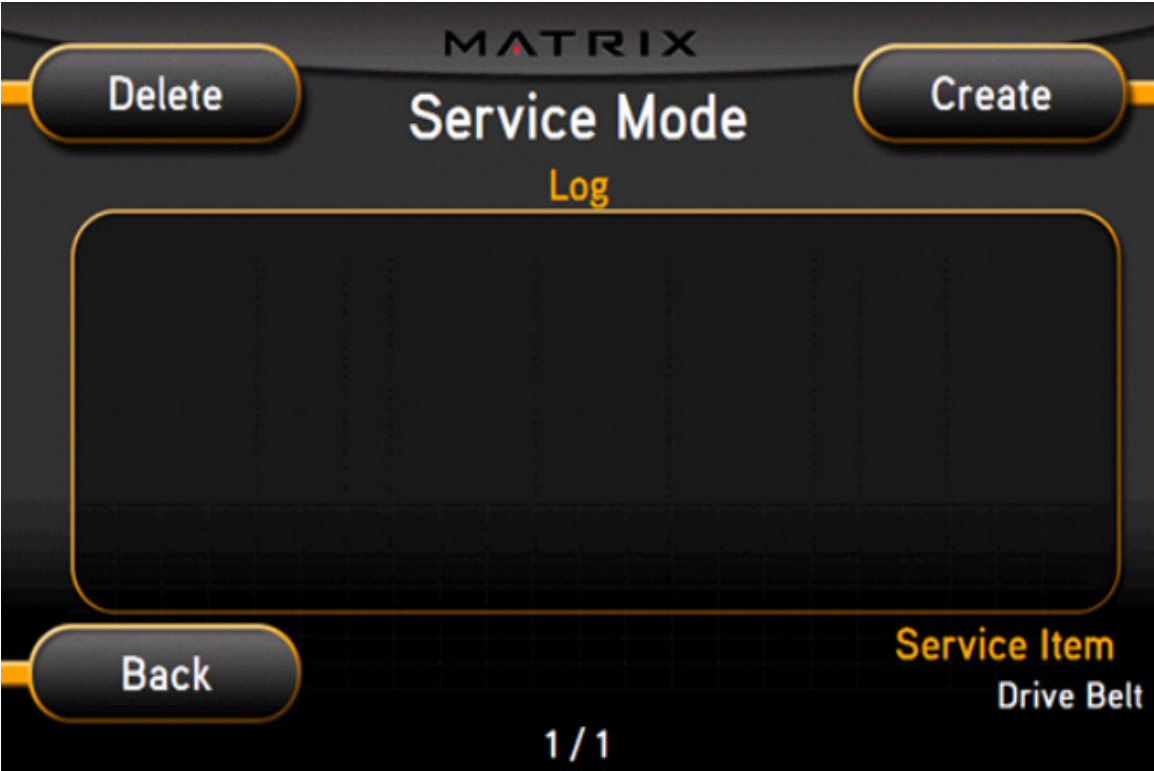 MATRIX
Delete
Service Mode
Create
Log
Service Item
Back
Drive Belt
1 / 1